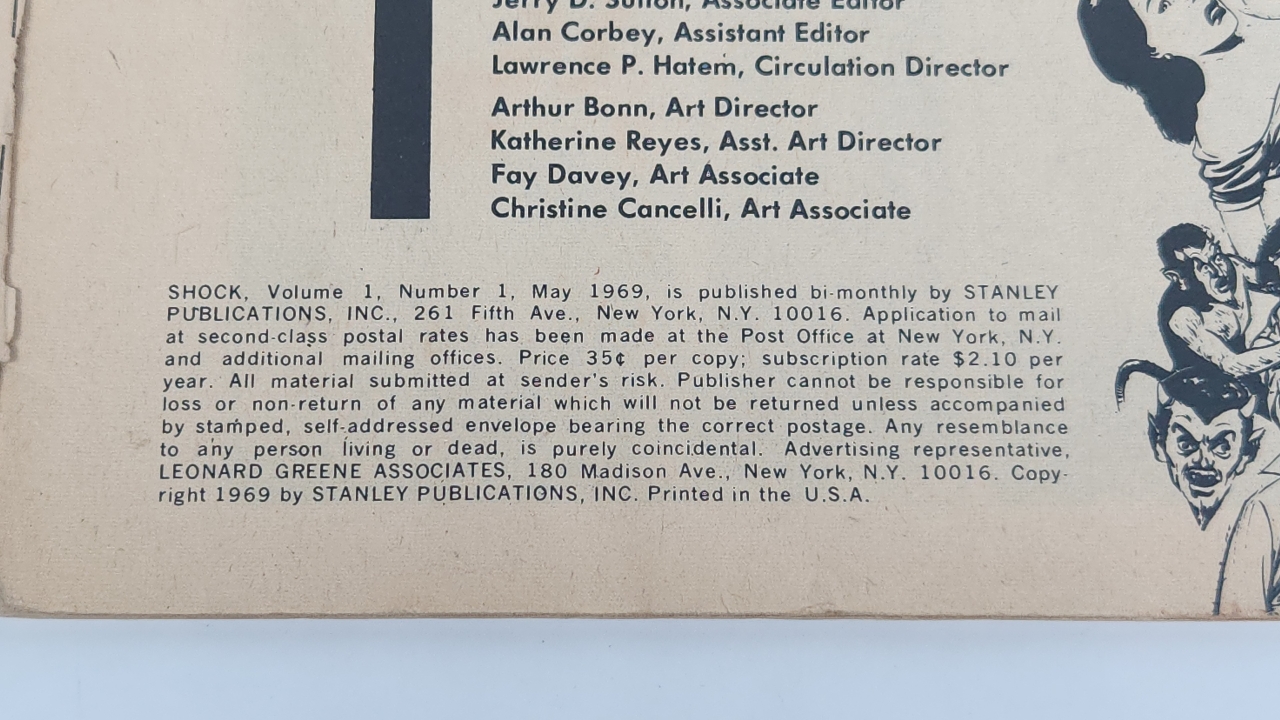 Jerry D. Sutton, Associate Editor
Alan Corbey, Assistant Editor
Lawrence P. Hatem, Circulation Director
Arthur Bonn, Art Director
Katherine Reyes, Asst. Art Director
Fay Davey, Art Associate
Christine Cancelli, Art Associate
SHOCK, Volume 1, Number 1, May 1969, is published bi-monthly by STANLEY
PUBLICATIONS, INC., 261 Fifth Ave., New York, N.Y. 10016. Application to mail
at second-class postal rates has been made at the Post Office at New York, N.Y.
and additional mailing offices. Price 35¢ per copy; subscription rate $2.10 per
year. All material submitted at sender's risk. Publisher cannot be responsible for
loss or non-return of any material which will not be returned unless accompanied
by stamped, self-addressed envelope bearing the correct postage. Any resemblance
to any person living or dead, is purely coincidental. Advertising representative,
LEONARD GREENE ASSOCIATES, 180 Madison Ave., New York, N.Y. 10016. Copy-
right 1969 by STANLEY PUBLICATIONS, INC. Printed in the U.S.A.